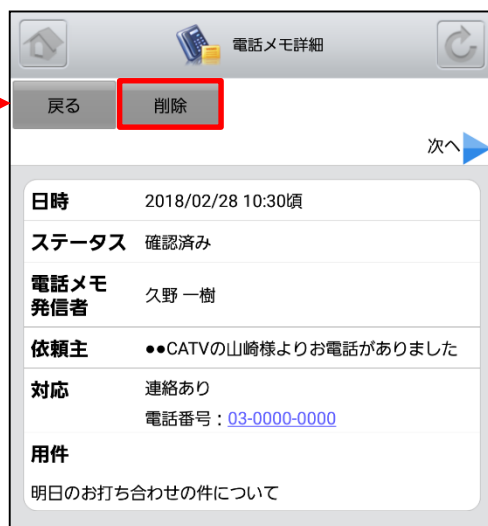 電話メモ詳細
戻る 削除
次へ
日時 2018/02/28 10:30頃
ステータス 確認済み
電話メモ
発信者 久野 一樹
依頼主 ●●CATVの山崎様よりお電話がありました
対応 連絡あり
電話番号：03-0000-0000
用件
明日のお打ち合わせの件について